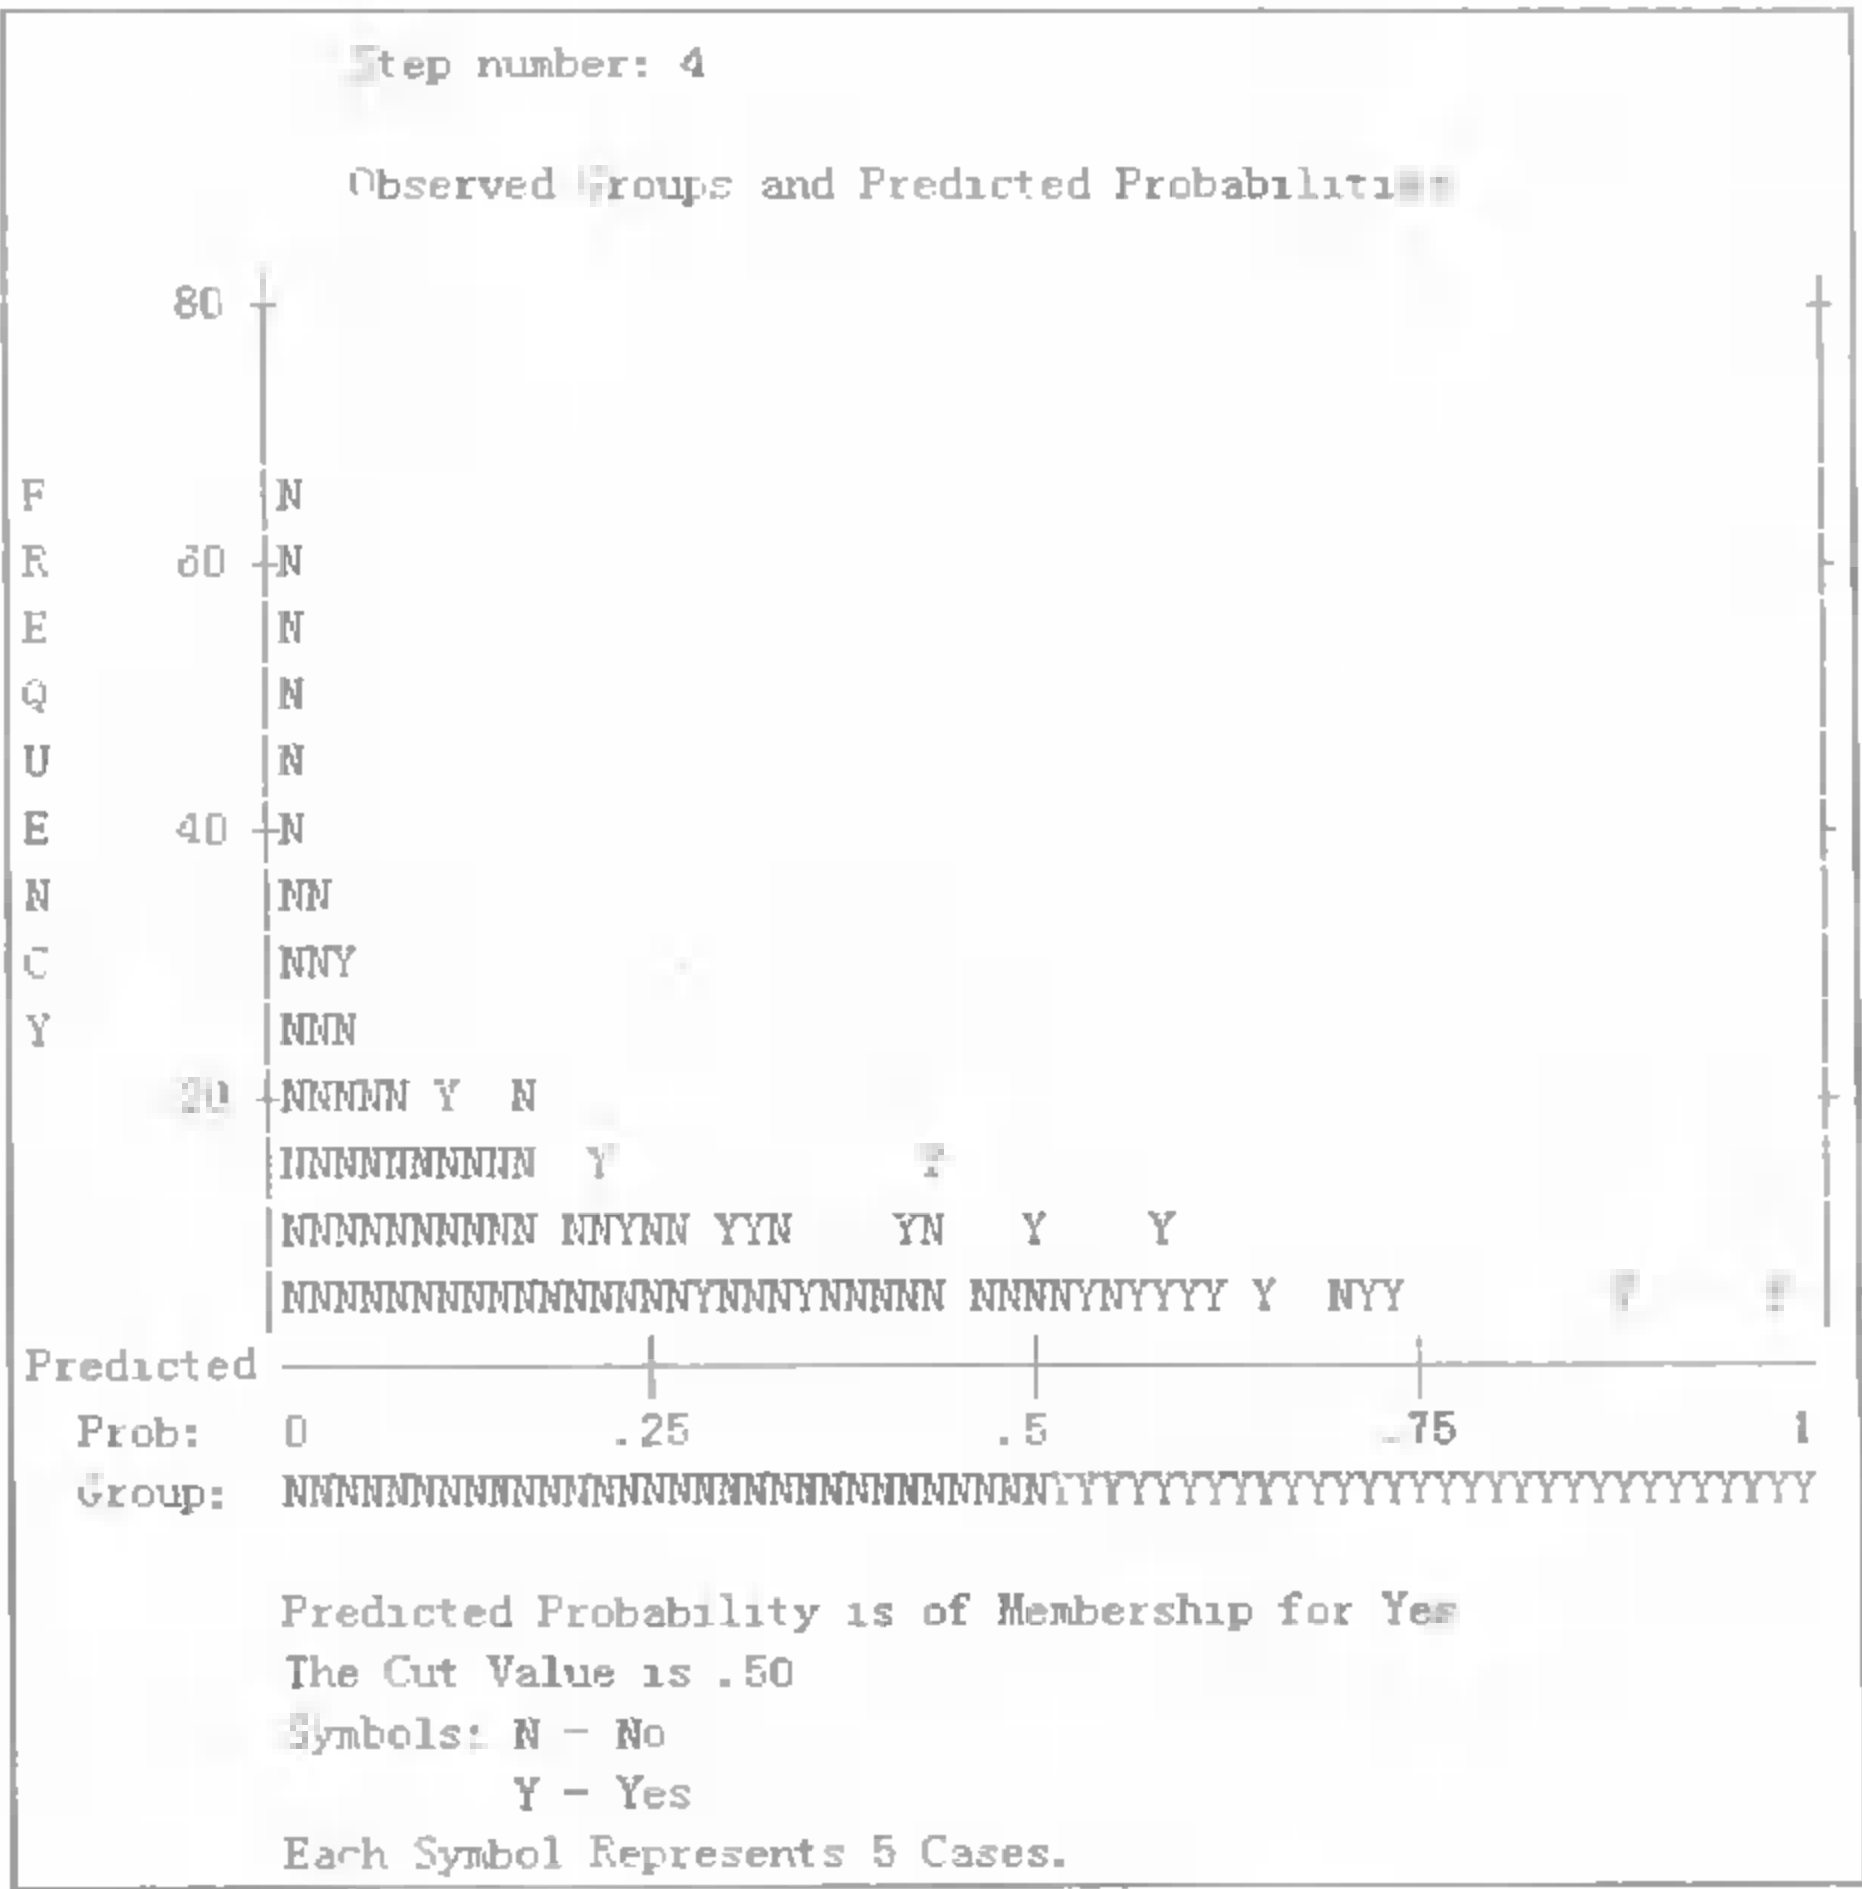 Step number: 4
Observed Groups and Predicted Probabilities
80
F N
R 60 N
E N
Q N
U N
E 40 N
N NN
C NNY
Y NNN
20 NNNNN Y N
NNNNNNNNNN Y Y
NNNNNNNNNN NNYNN YYN YN Y Y
NNNNNNNNNNNNNNNNYNNNYNNNNN NNNNYNYYYY Y NYY
Predicted
Prob: 0 .25 .5 .75 1
Group: NNNNNNNNNNNNNNNNNNNNNNNNNNNNNNYYYYYYYYYYYYYYYYYYYYYYYYYYYYYY
Predicted Probability is of Membership for Yes
The Cut Value is .50
Symbols: N - No
Y - Yes
Each Symbol Represents 5 Cases.